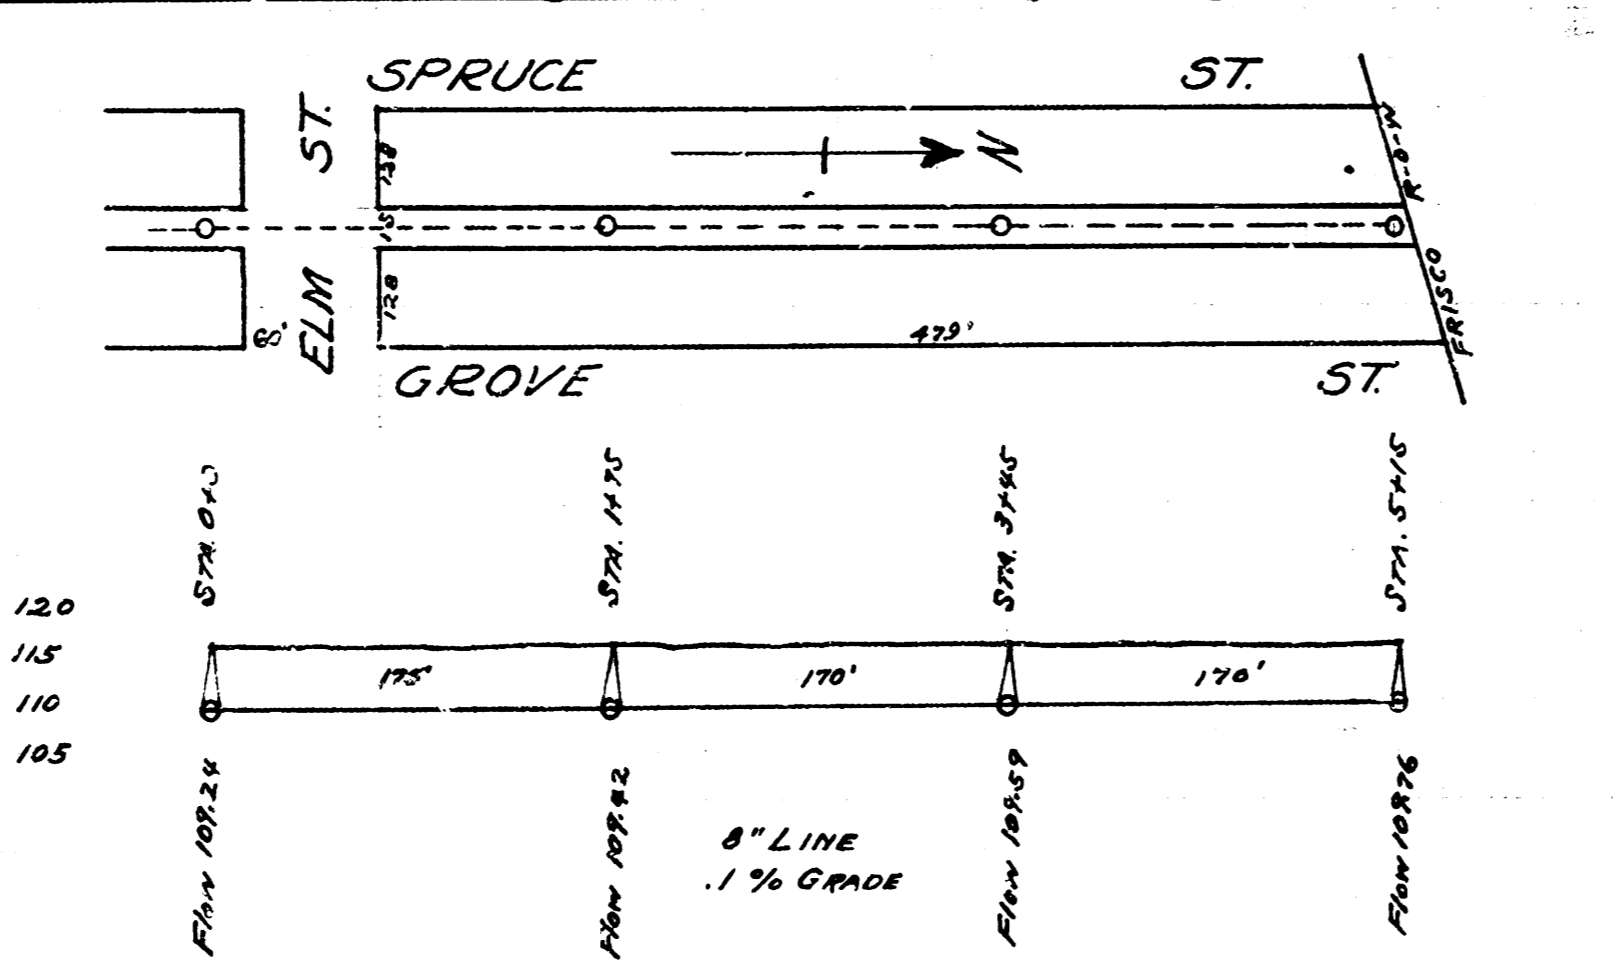 SPRUCE ST.
ELM ST.
N
R-O-W
FRISCO
15
128
60'
479'
GROVE ST.
STA. 0+0
STA. 1+75
STA. 3+45
STA. 5+15
120
115
110
105
175'
170'
170'
Flow 109.24
Flow 109.42
Flow 109.59
Flow 109.76
8" LINE
.1% GRADE